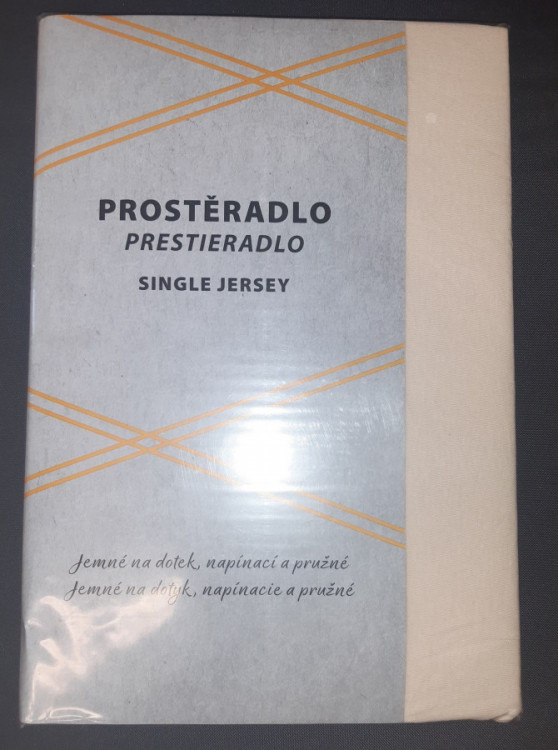 PROSTĚRADLO
PRESTIERADLO
SINGLE JERSEY
Jemné na dotek, napínací a pružné
Jemné na dotyk, napínacie a pružné